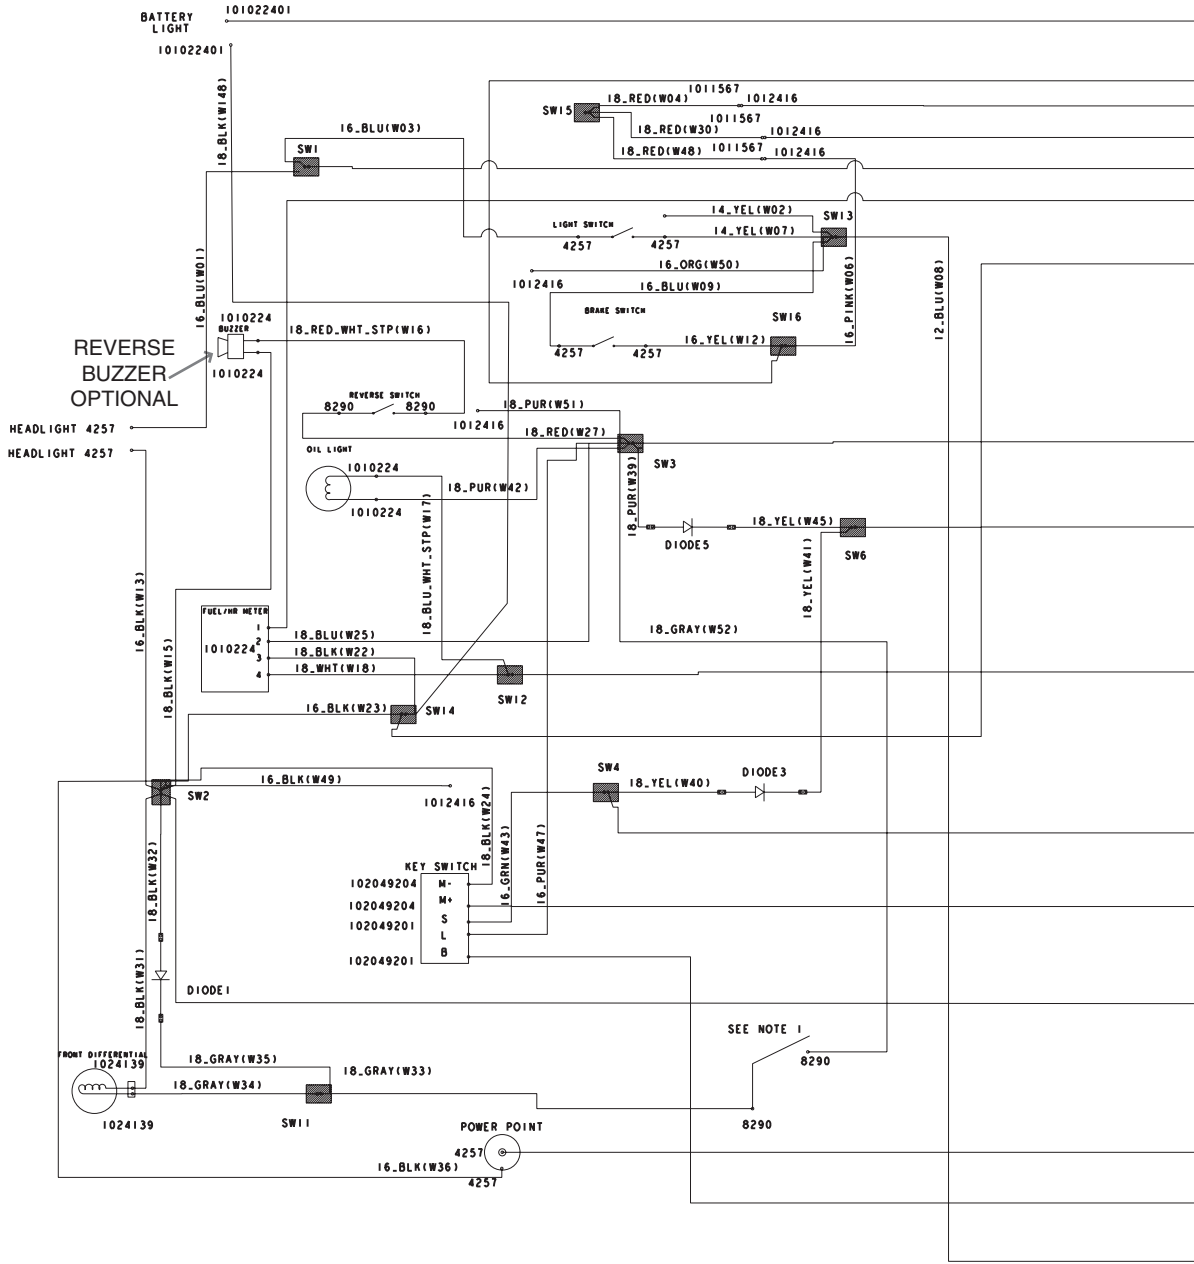 101022401
BATTERY
LIGHT
101022401
18_BLK(W148)
1011567
18_RED(W04)
1012416
SW15
1011567
18_RED(W30)
1012416
16_BLU(W03)
SW1
18_RED(W48)
1011567
1012416
14_YEL(W02)
SW13
LIGHT SWITCH
14_YEL(W07)
4257
4257
16_ORG(W50)
1012416
16_BLU(W09)
16_BLU(W01)
16_PINK(W06)
12_BLU(W08)
BRAKE SWITCH
SW16
16_YEL(W12)
4257
4257
1010224
BUZZER
18_RED_WHT_STP(W16)
1010224
REVERSE
BUZZER
OPTIONAL
REVERSE SWITCH
8290
8290
18_PUR(W51)
1012416
18_RED(W27)
HEADLIGHT 4257
HEADLIGHT 4257
OIL LIGHT
1010224
1010224
18_PUR(W42)
SW3
18_PUR(W39)
18_BLU_WHT_STP(W17)
DIODE5
18_YEL(W45)
SW6
18_YEL(W41)
16_BLK(W13)
18_BLK(W15)
FUEL/HR METER
1
2
1010224
3
4
18_BLU(W25)
18_BLK(W22)
18_WHT(W18)
18_GRAY(W52)
SW12
16_BLK(W23)
SW14
SW2
16_BLK(W49)
1012416
18_BLK(W24)
SW4
18_YEL(W40)
DIODE3
16_GRN(W43)
16_PUR(W47)
18_BLK(W32)
KEY SWITCH
102049204
M-
102049204
M+
102049201
S
L
102049201
B
18_BLK(W31)
DIODE1
SEE NOTE 1
8290
8290
FRONT DIFFERENTIAL
1024139
18_GRAY(W35)
18_GRAY(W33)
18_GRAY(W34)
1024139
SW11
POWER POINT
4257
16_BLK(W36)
4257